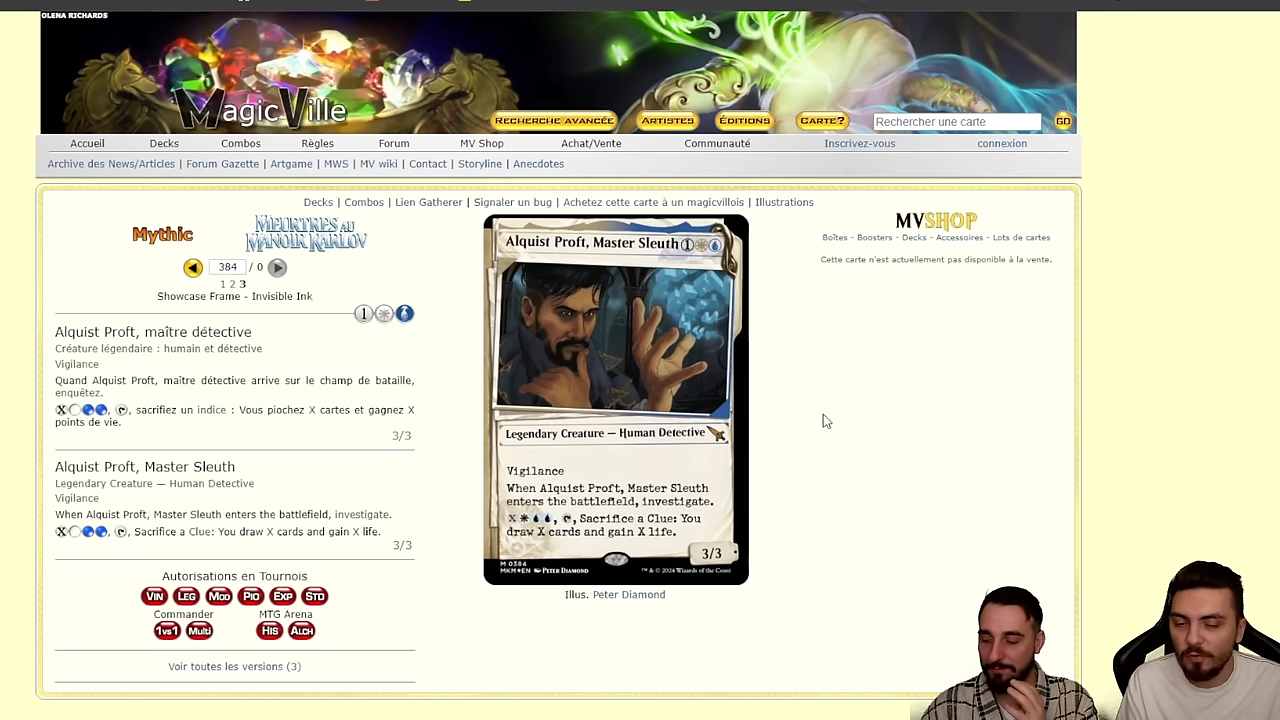 OLENA RICHARDS
MagicVille
RECHERCHE AVANCÉE
ARTISTES
ÉDITIONS
CARTE?
Rechercher une carte
GO
Accueil Decks Combos Règles Forum MV Shop Achat/Vente Communauté Inscrivez-vous connexion
Archive des News/Articles | Forum Gazette | Artgame | MWS | MV wiki | Contact | Storyline | Anecdotes
Decks | Combos | Lien Gatherer | Signaler un bug | Achetez cette carte à un magicvillois | Illustrations
Mythic
MEURTRES AU
MANOIR KARLOV
384 / 0
1 2 3
Showcase Frame - Invisible Ink
1
Alquist Proft, maître détective
Créature légendaire : humain et détective
Vigilance
Quand Alquist Proft, maître détective arrive sur le champ de bataille,
enquêtez.
X, , sacrifiez un indice : Vous piochez X cartes et gagnez X
points de vie.
3/3
Alquist Proft, Master Sleuth
Legendary Creature — Human Detective
Vigilance
When Alquist Proft, Master Sleuth enters the battlefield, investigate.
X, , Sacrifice a Clue: You draw X cards and gain X life.
3/3
Autorisations en Tournois
VIN LEG MOD PIO EXP STD
Commander MTG Arena
1vs1 Multi HIS ALCH
Voir toutes les versions (3)
Alquist Proft, Master Sleuth 1
Legendary Creature — Human Detective
Vigilance
When Alquist Proft, Master Sleuth
enters the battlefield, investigate.
X, , Sacrifice a Clue: You
draw X cards and gain X life.
3/3
M 0384
MKM★EN PETER DIAMOND
™ & © 2024 Wizards of the Coast
Illus. Peter Diamond
MVSHOP
Boîtes - Boosters - Decks - Accessoires - Lots de cartes
Cette carte n'est actuellement pas disponible à la vente.